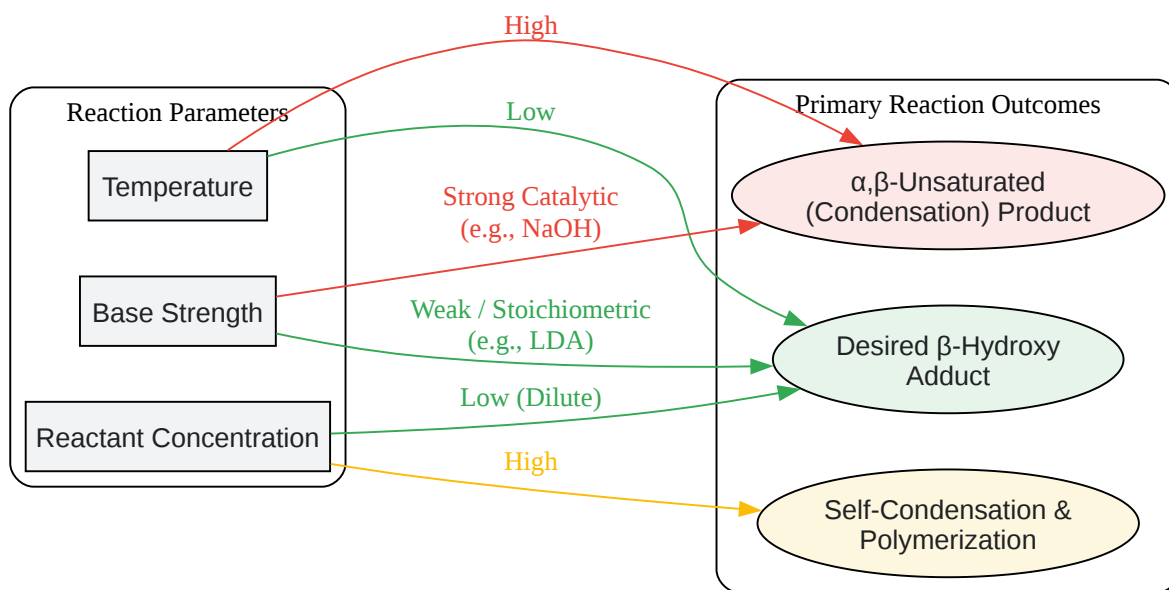 High
Reaction Parameters
Primary Reaction Outcomes
Low
Temperature
α,β-Unsaturated
(Condensation) Product
Strong Catalytic
(e.g., NaOH)
Base Strength
Weak / Stoichiometric
(e.g., LDA)
Desired β-Hydroxy
Adduct
Low (Dilute)
Reactant Concentration
High
Self-Condensation &
Polymerization